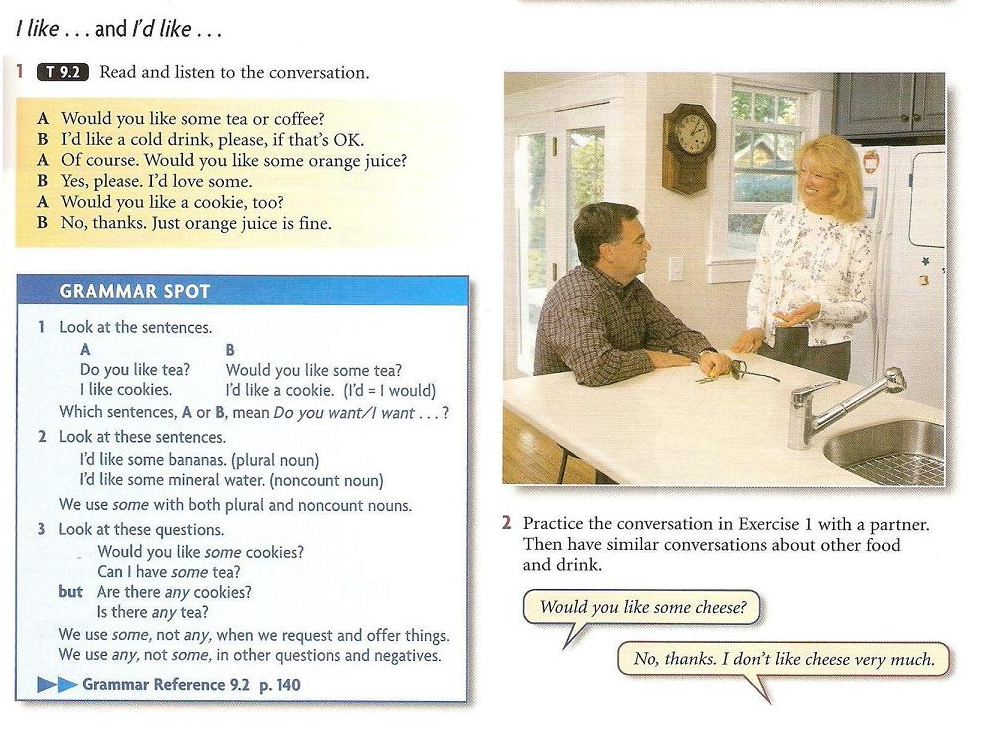 I like . . . and I'd like . . .
1 T 9.2 Read and listen to the conversation.
A Would you like some tea or coffee?
B I'd like a cold drink, please, if that's OK.
A Of course. Would you like some orange juice?
B Yes, please. I'd love some.
A Would you like a cookie, too?
B No, thanks. Just orange juice is fine.
GRAMMAR SPOT
1 Look at the sentences.
A B
Do you like tea? Would you like some tea?
I like cookies. I'd like a cookie. (I'd = I would)
Which sentences, A or B, mean Do you want/I want . . . ?
2 Look at these sentences.
I'd like some bananas. (plural noun)
I'd like some mineral water. (noncount noun)
We use some with both plural and noncount nouns.
3 Look at these questions.
Would you like some cookies?
Can I have some tea?
but Are there any cookies?
Is there any tea?
We use some, not any, when we request and offer things.
We use any, not some, in other questions and negatives.
Grammar Reference 9.2 p. 140
2 Practice the conversation in Exercise 1 with a partner.
Then have similar conversations about other food
and drink.
Would you like some cheese?
No, thanks. I don't like cheese very much.